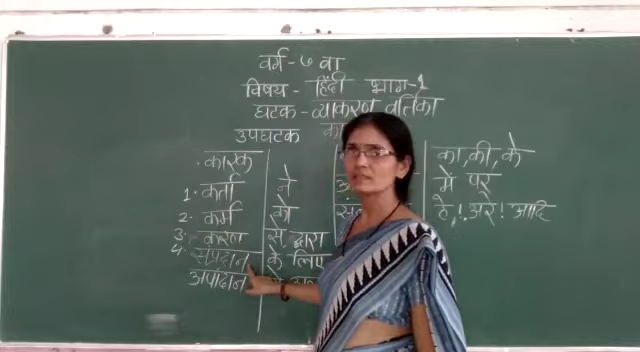 वर्ग - ७ वा
विषय - हिंदी भाग-1
घटक - व्याकरण वर्तिका
उपघटक
कारक
1. कर्ता ने
2. कर्म को
3. करण से, द्वारा
4. संप्रदान के लिए
अपादान
का, की, के
में पर
हे,! अरे! आदि